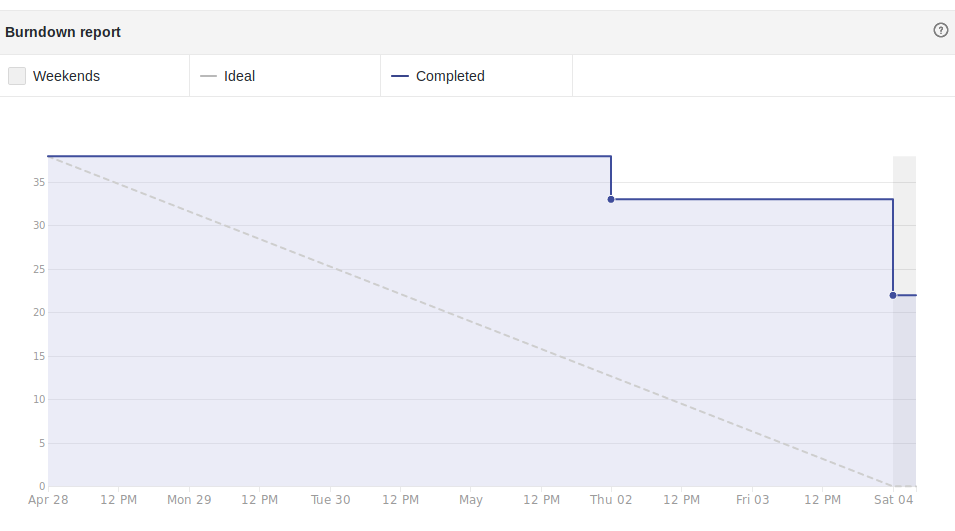 Burndown report
?
Weekends
Ideal
Completed
35
30
25
20
15
10
5
0
Apr 28 12 PM Mon 29 12 PM Tue 30 12 PM May 12 PM Thu 02 12 PM Fri 03 12 PM Sat 04